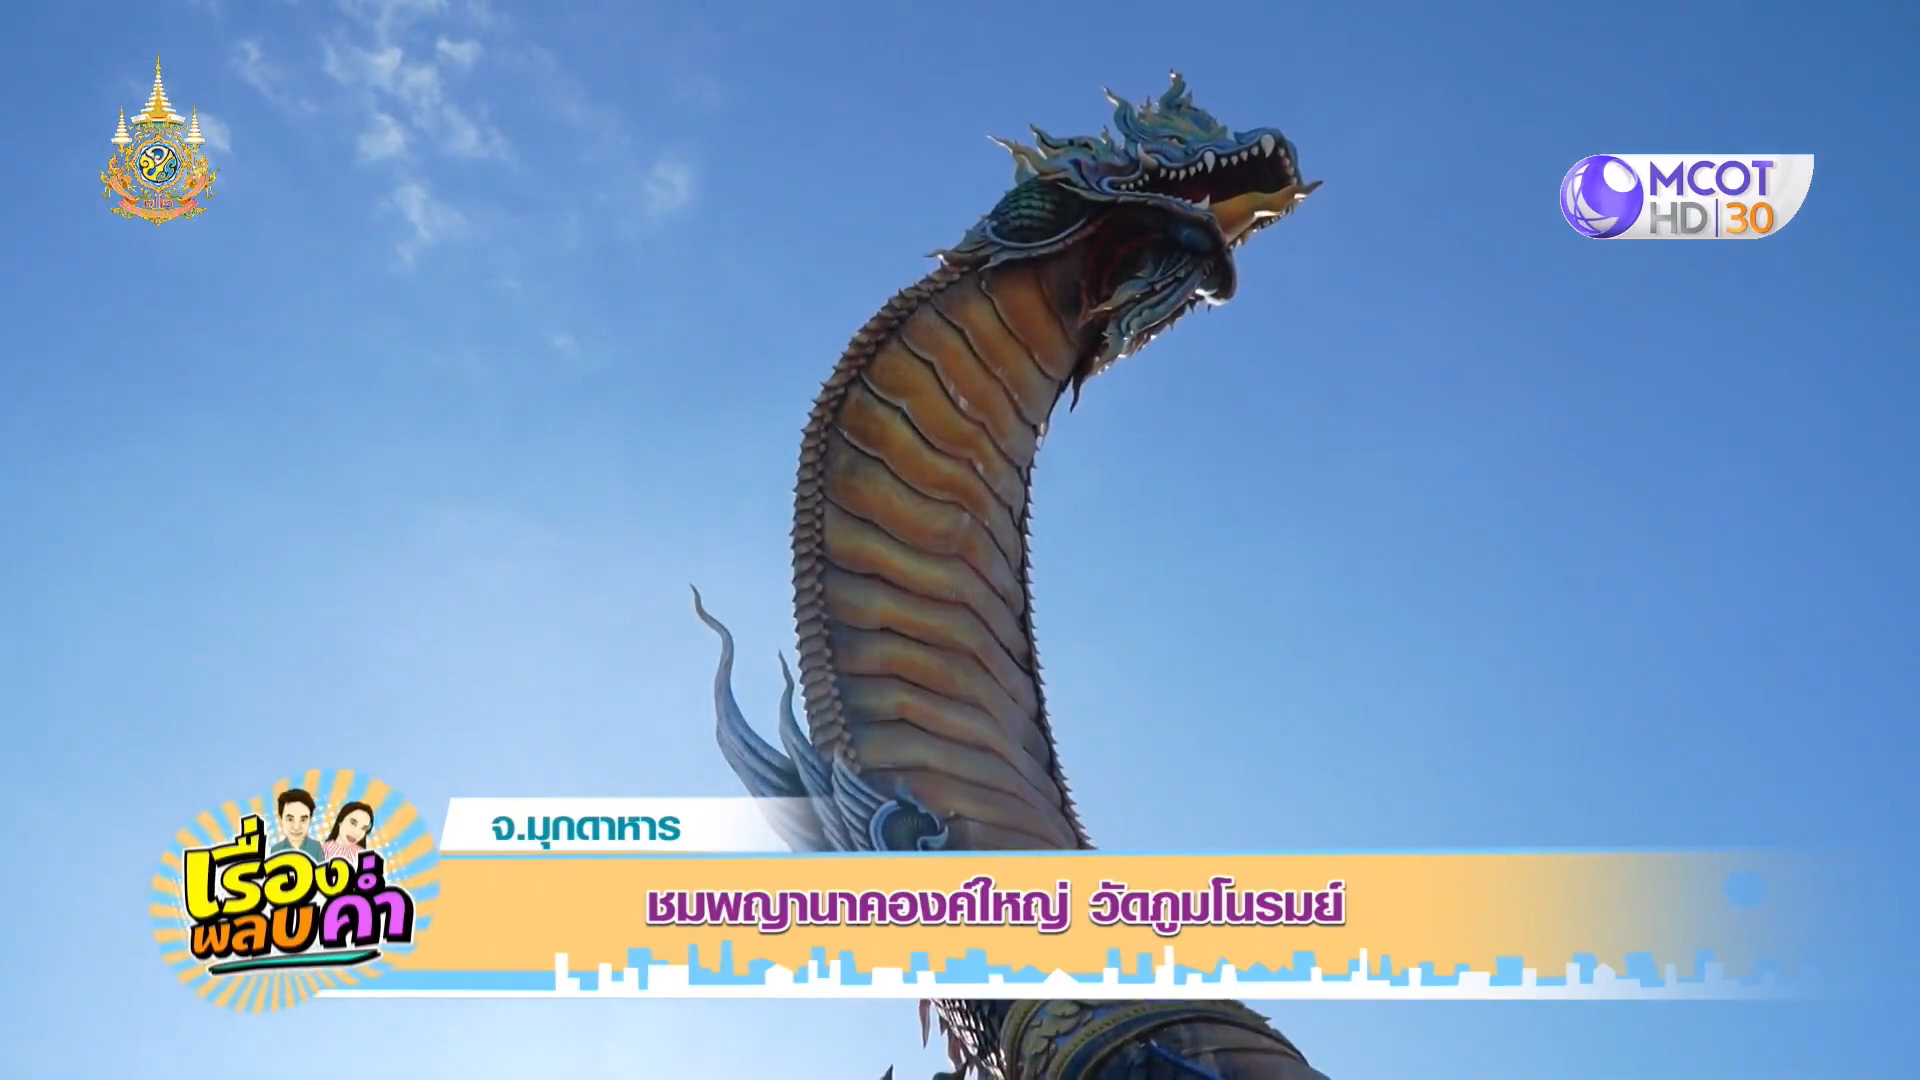 MCOT
HD 30
จ.มุกดาหาร
เรื่อง
พลบค่ำ
ชมพญานาคองค์ใหญ่ วัดภูมโนรมย์